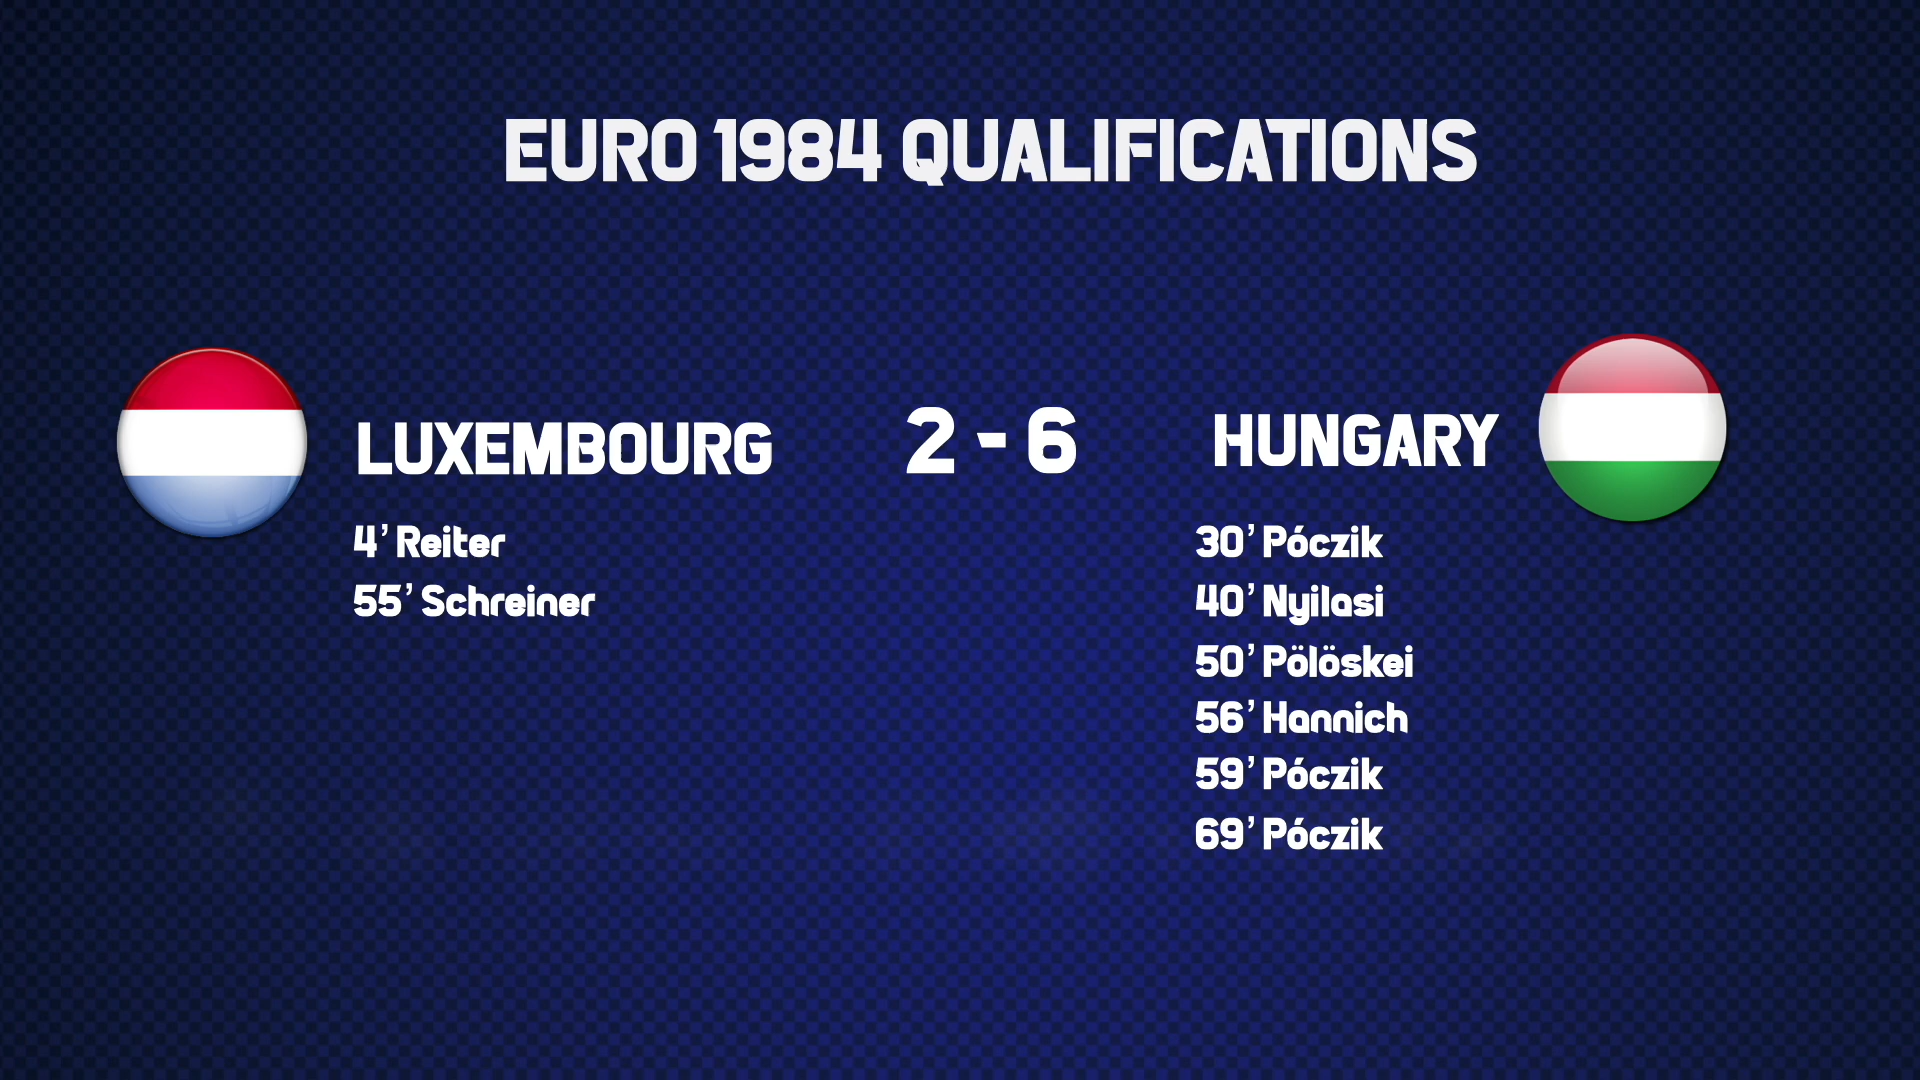 EURO 1984 QUALIFICATIONS
LUXEMBOURG 2 - 6 HUNGARY
4' Reiter
55' Schreiner
30' Póczik
40' Nyilasi
50' Pölöskei
56' Hannich
59' Póczik
69' Póczik